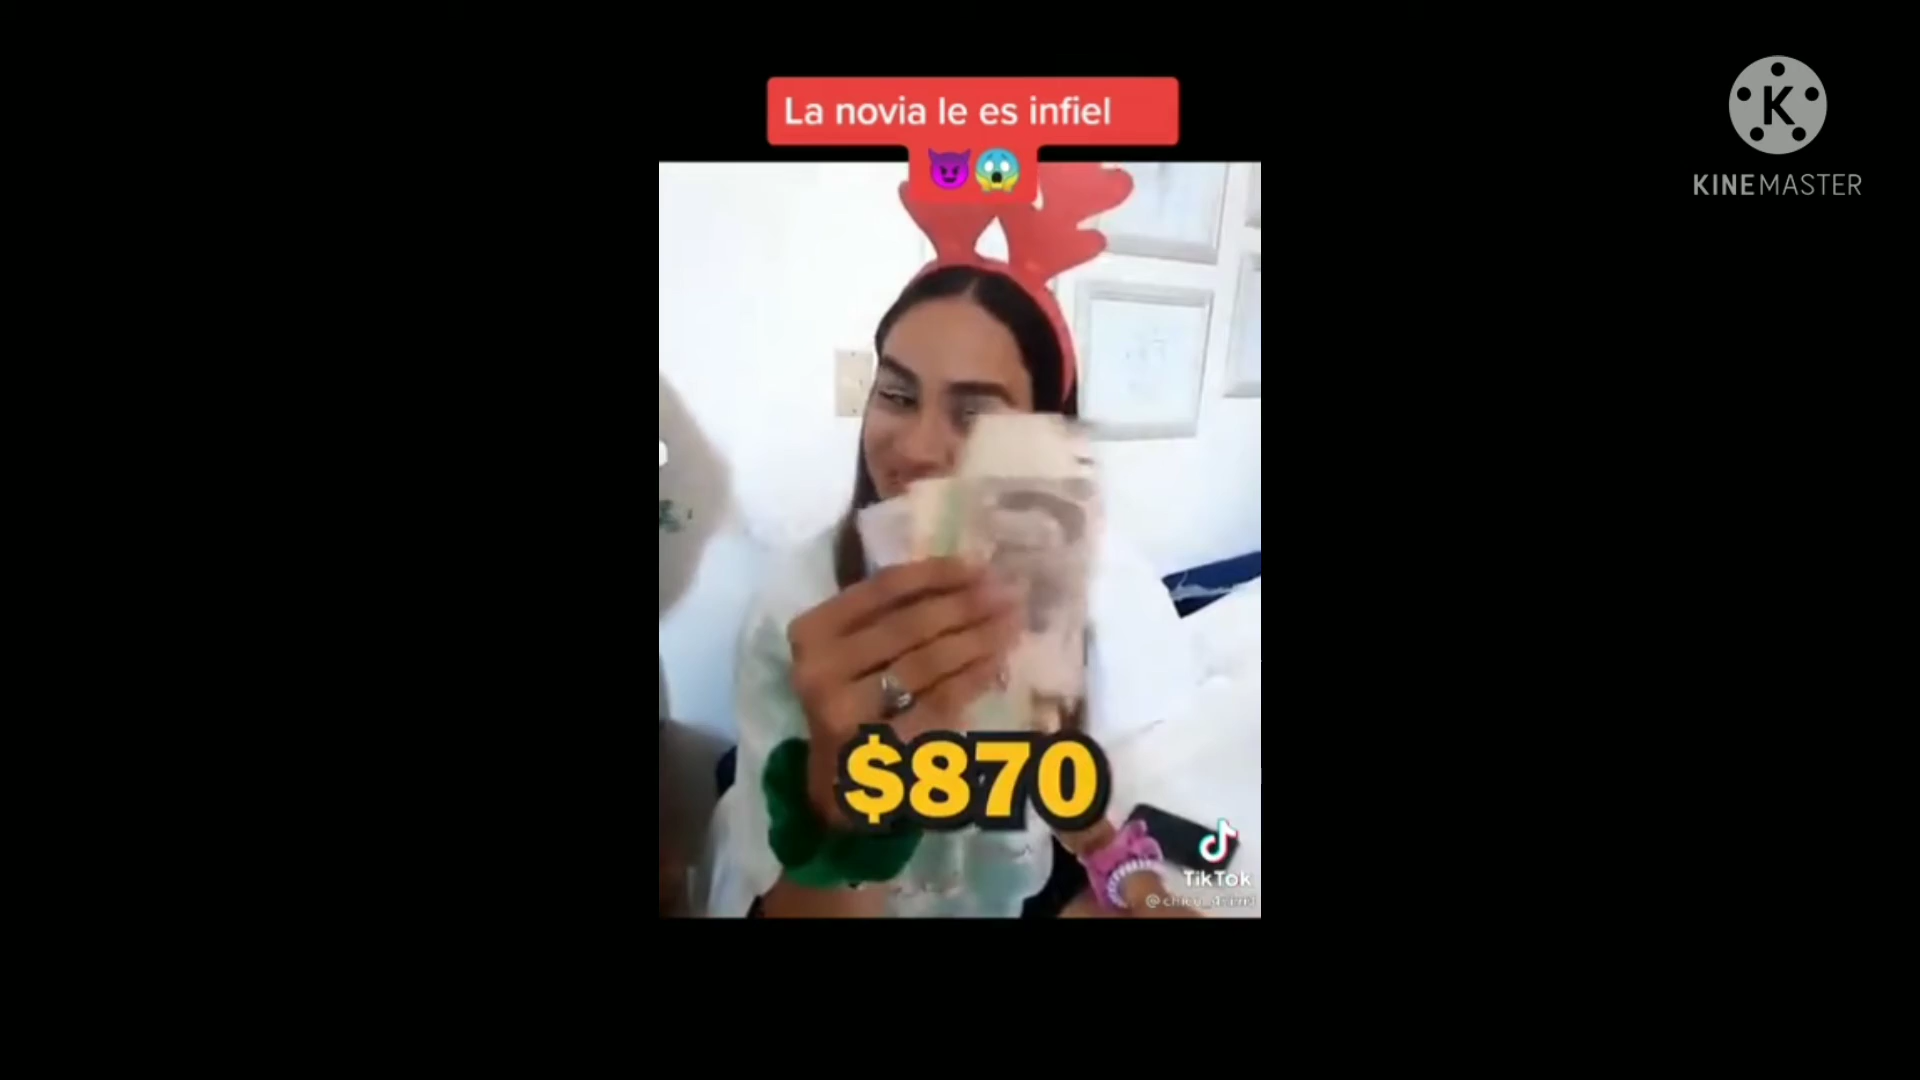 La novia le es infiel
😈😱
K
KINEMASTER
$870
TikTok